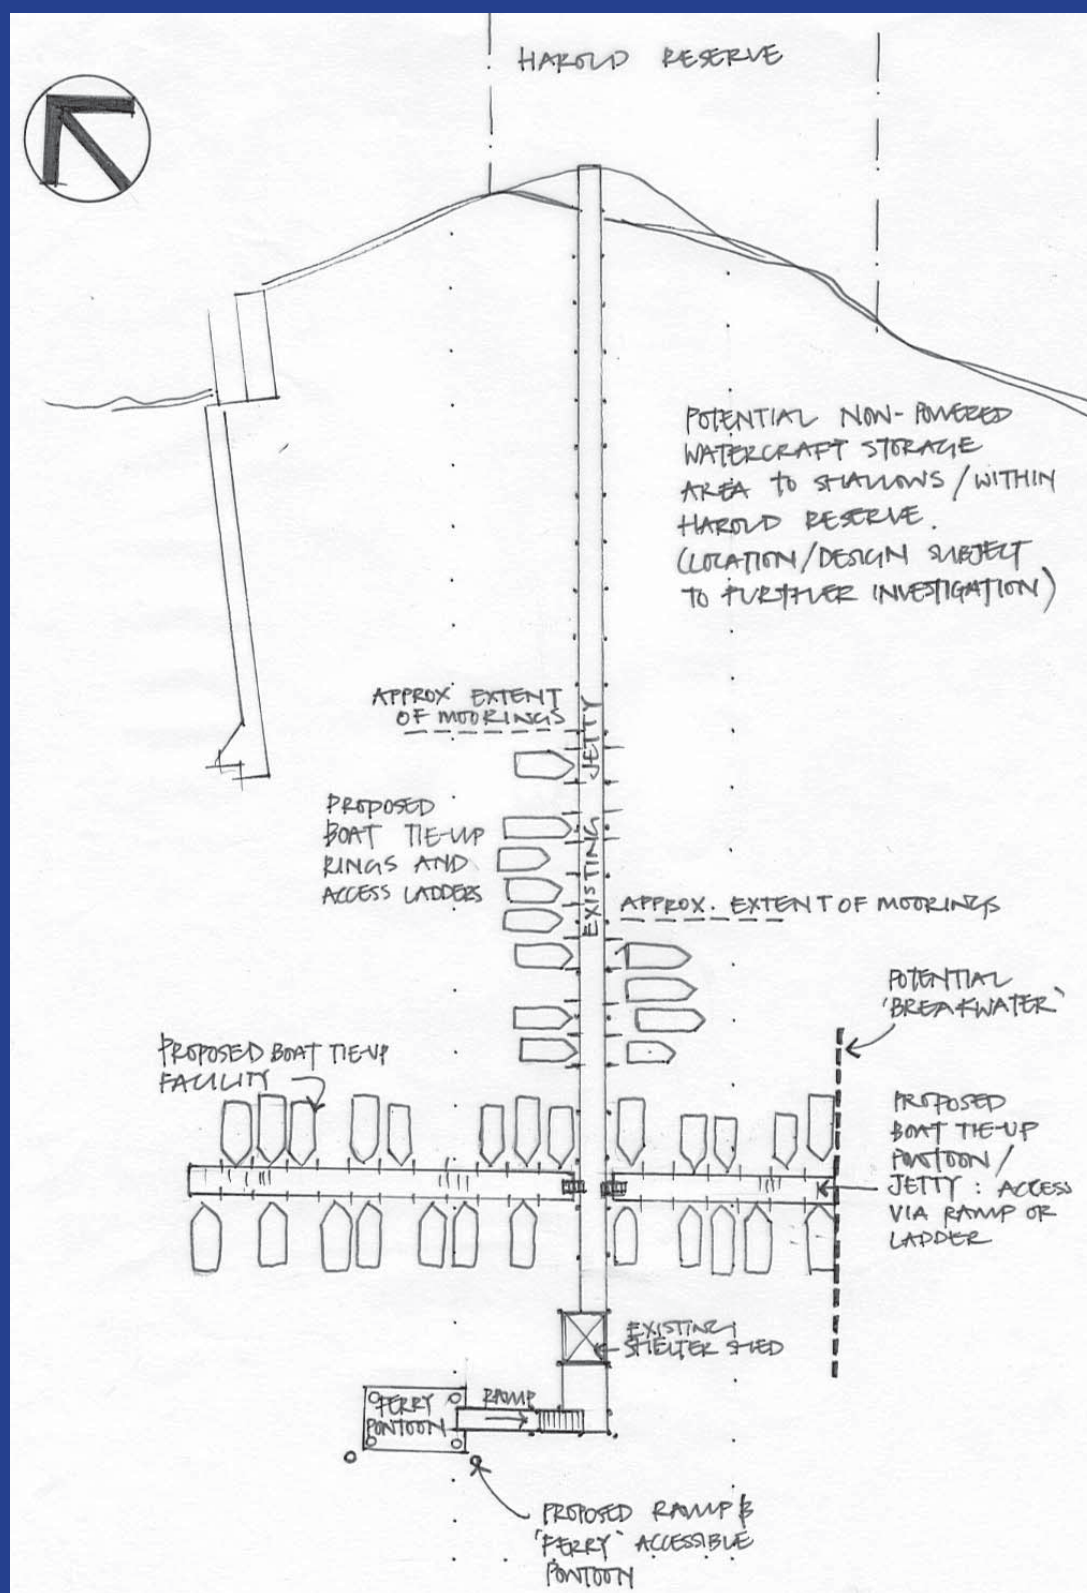 HAROLD RESERVE
POTENTIAL NON-POWERED
WATERCRAFT STORAGE
AREA TO SHALLOWS / WITHIN
HAROLD RESERVE.
(LOCATION/DESIGN SUBJECT
TO FURTHER INVESTIGATION)
APPROX EXTENT
OF MOORINGS
EXISTING JETTY
PROPOSED
BOAT TIE-UP
RINGS AND
ACCESS LADDERS
APPROX. EXTENT OF MOORINGS
POTENTIAL
'BREAKWATER'
PROPOSED BOAT TIE-UP
FACILITY
PROPOSED
BOAT TIE-UP
PONTOON /
JETTY : ACCESS
VIA RAMP OR
LADDER
EXISTING
SHELTER SHED
FERRY
PONTOON
RAMP
PROPOSED RAMP &
'FERRY' ACCESSIBLE
PONTOON